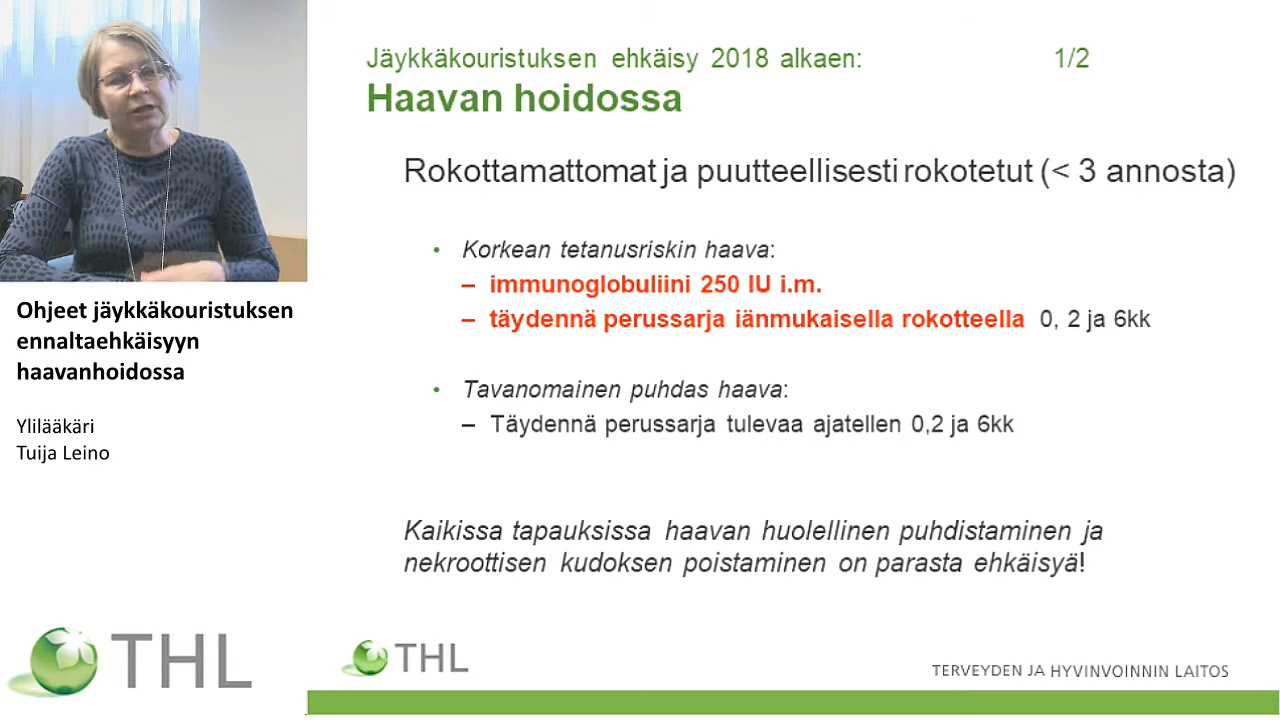 Jäykkäkouristuksen ehkäisy 2018 alkaen: 1/2
Haavan hoidossa
Rokottamattomat ja puutteellisesti rokotetut (< 3 annosta)
• Korkean tetanusriskin haava:
– immunoglobuliini 250 IU i.m.
– täydennä perussarja iänmukaisella rokotteella 0, 2 ja 6kk
• Tavanomainen puhdas haava:
– Täydennä perussarja tulevaa ajatellen 0,2 ja 6kk
Kaikissa tapauksissa haavan huolellinen puhdistaminen ja
nekroottisen kudoksen poistaminen on parasta ehkäisyä!
Ohjeet jäykkäkouristuksen
ennaltaehkäisyyn
haavanhoidossa
Ylilääkäri
Tuija Leino
THL
THL
TERVEYDEN JA HYVINVOINNIN LAITOS